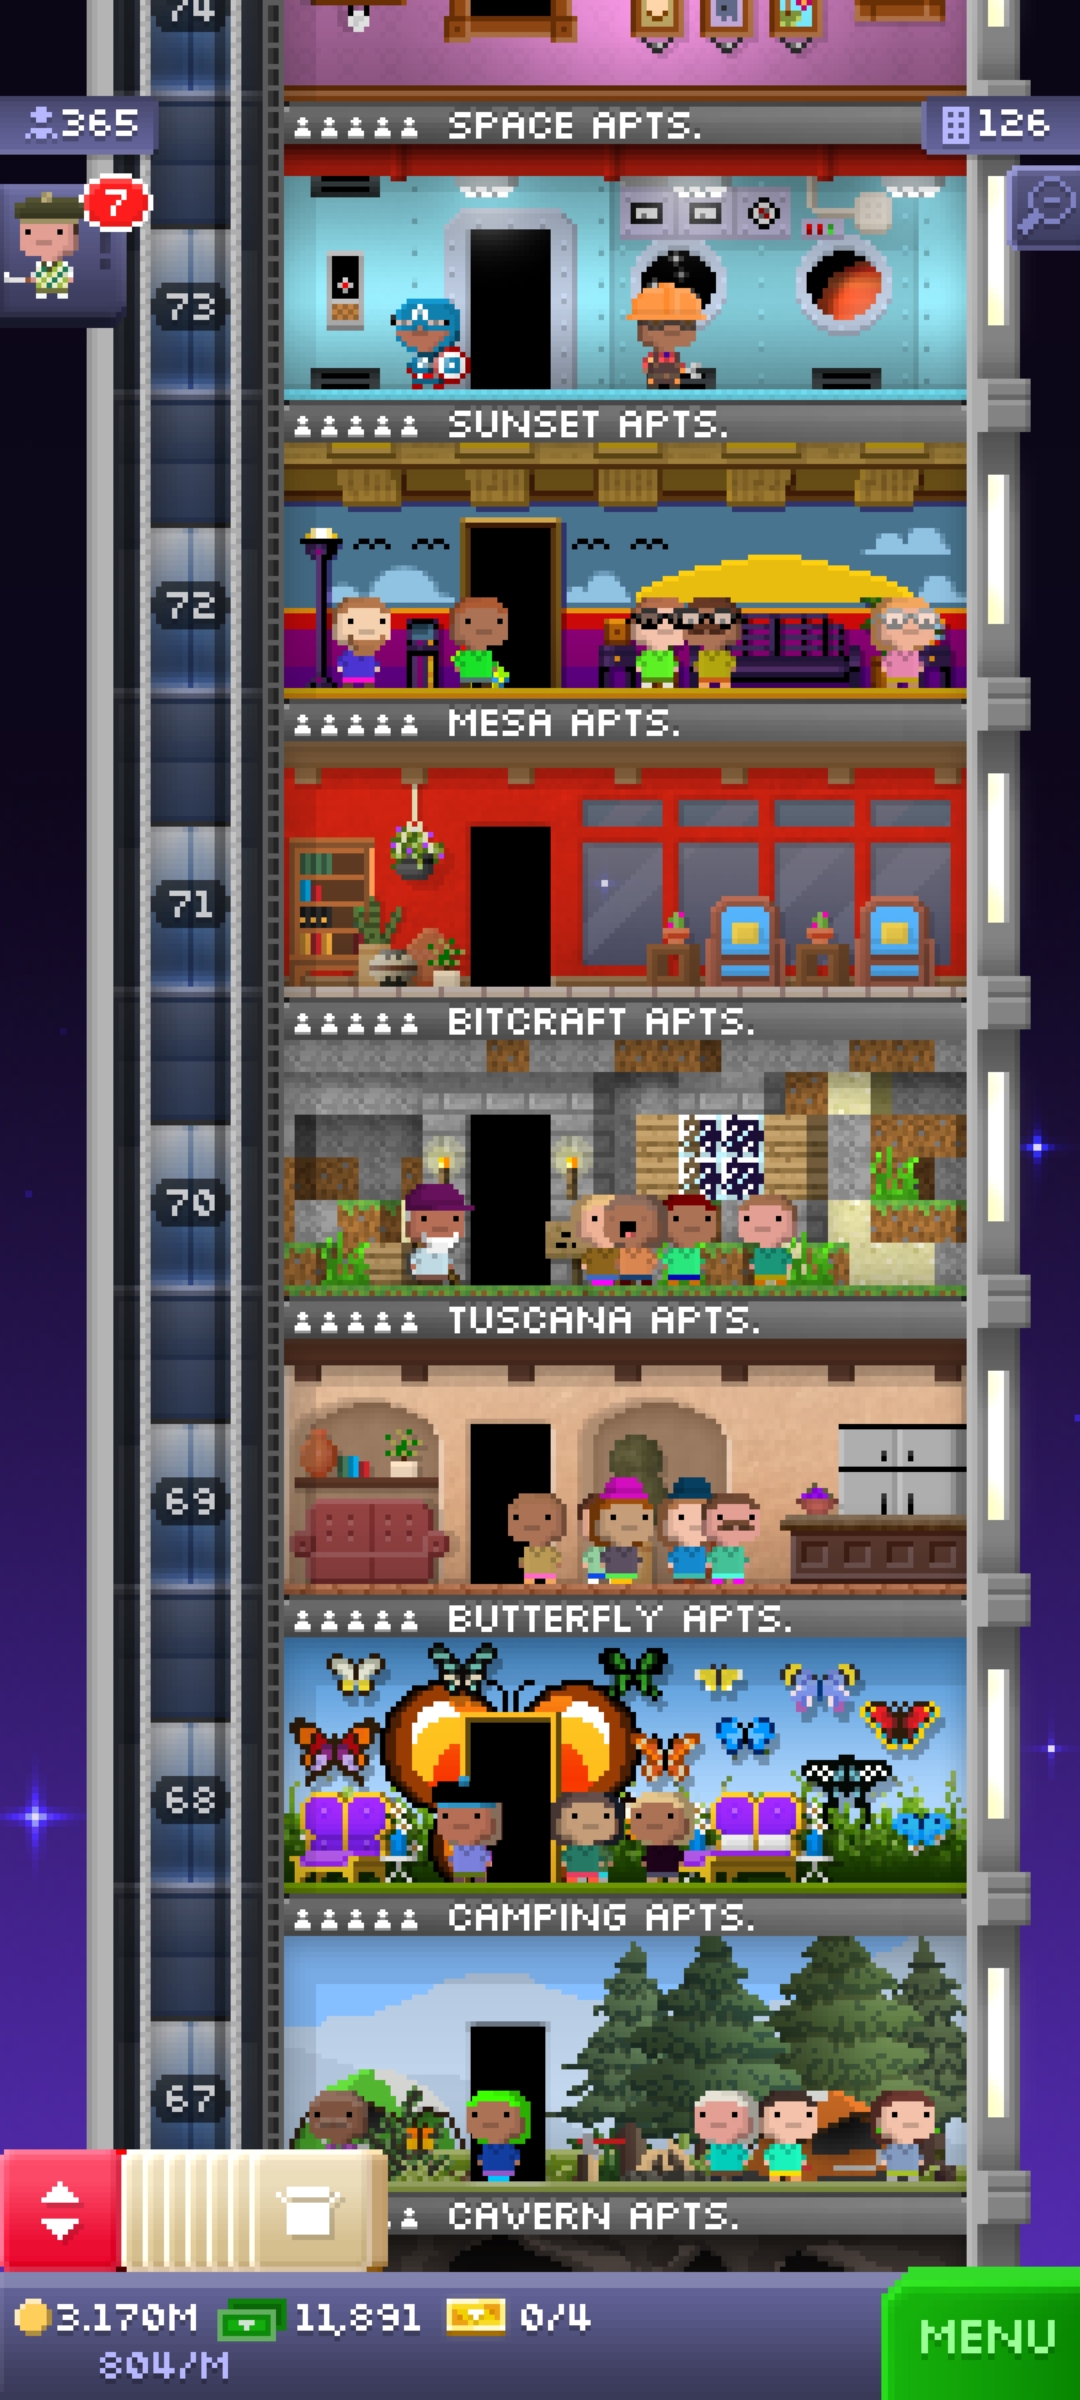 74
365
SPACE APTS.
126
7
73
SUNSET APTS.
72
MESA APTS.
71
BITCRAFT APTS.
70
TUSCANA APTS.
69
BUTTERFLY APTS.
68
CAMPING APTS.
67
CAVERN APTS.
3.170M 11,891 0/4
804/M
MENU